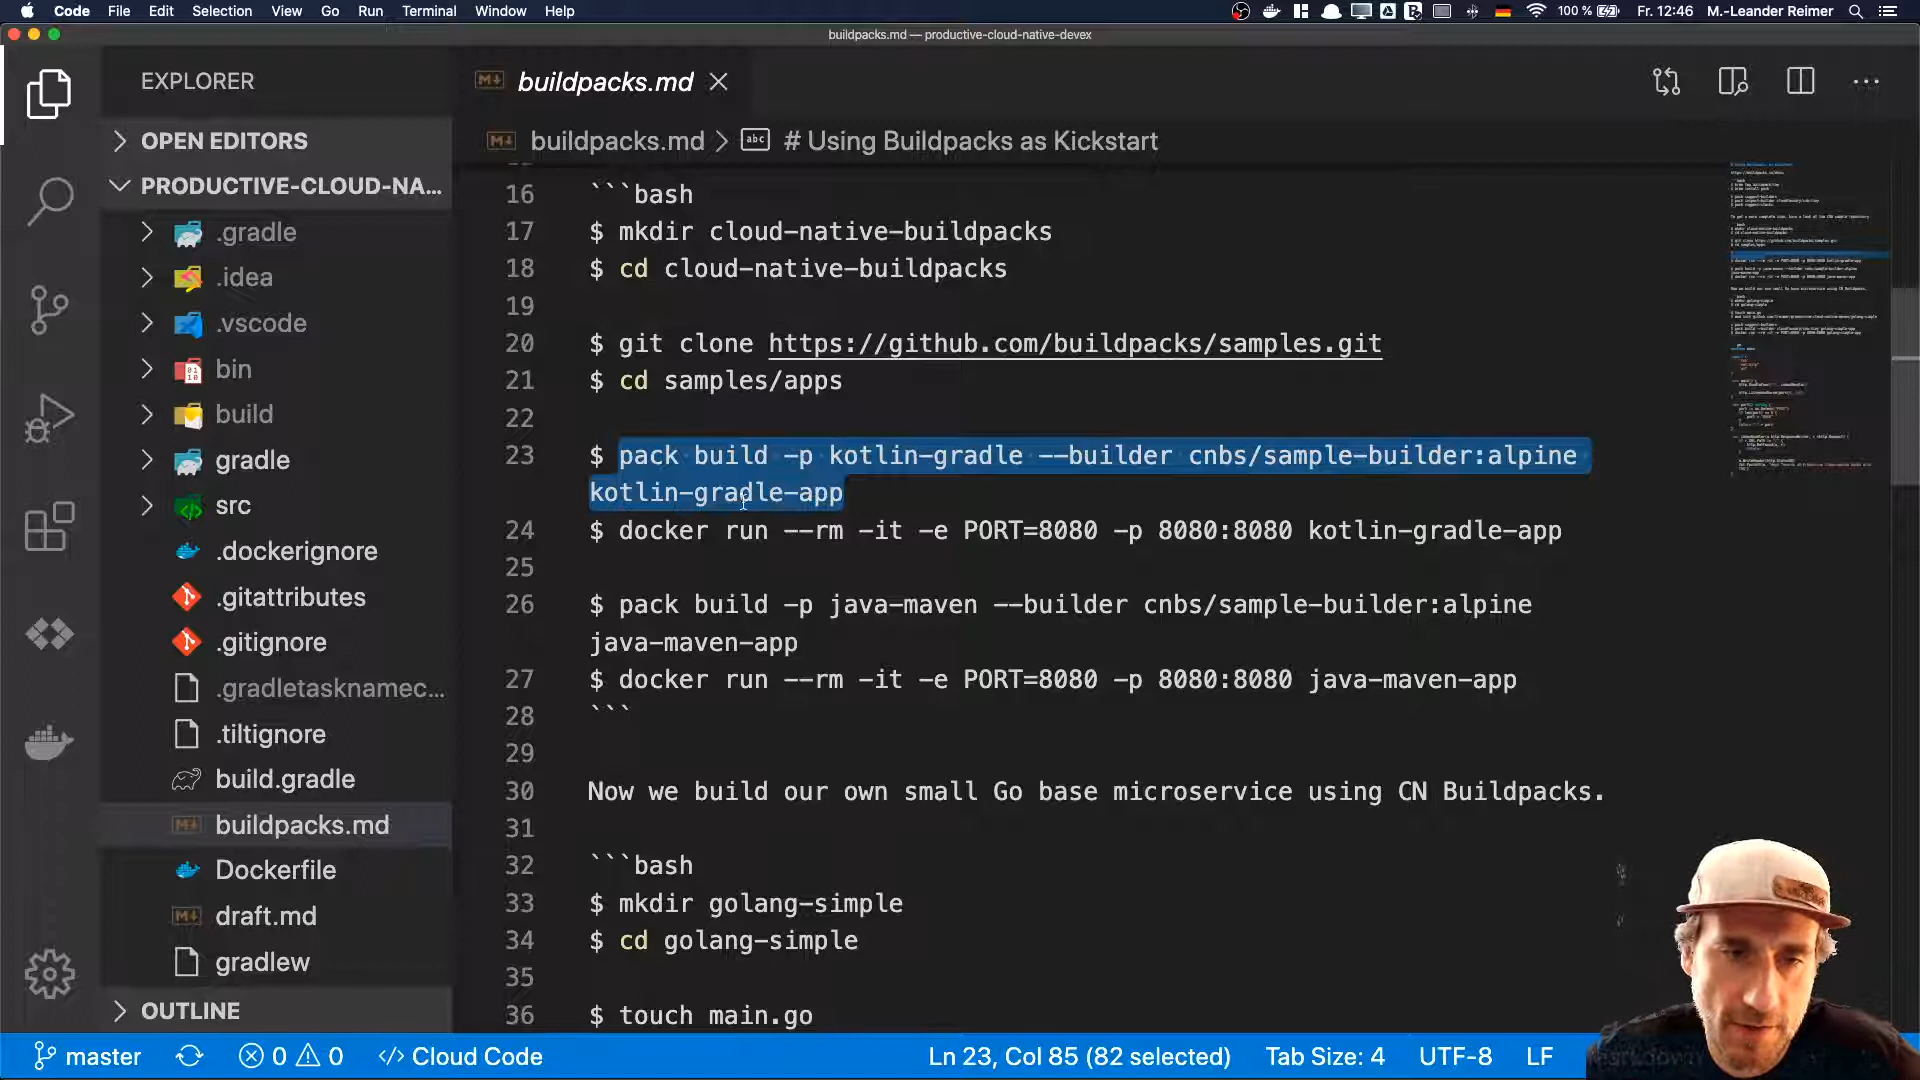 Code File Edit Selection View Go Run Terminal Window Help
100 % Fr. 12:46 M.-Leander Reimer
buildpacks.md — productive-cloud-native-devex
EXPLORER
OPEN EDITORS
PRODUCTIVE-CLOUD-NA...
.gradle
.idea
.vscode
bin
build
gradle
src
.dockerignore
.gitattributes
.gitignore
.gradletasknamec...
.tiltignore
build.gradle
buildpacks.md
Dockerfile
draft.md
gradlew
OUTLINE
buildpacks.md
buildpacks.md > # Using Buildpacks as Kickstart
16 ```bash
17 $ mkdir cloud-native-buildpacks
18 $ cd cloud-native-buildpacks
19
20 $ git clone https://github.com/buildpacks/samples.git
21 $ cd samples/apps
22
23 $ pack build -p kotlin-gradle --builder cnbs/sample-builder:alpine
kotlin-gradle-app
24 $ docker run --rm -it -e PORT=8080 -p 8080:8080 kotlin-gradle-app
25
26 $ pack build -p java-maven --builder cnbs/sample-builder:alpine
java-maven-app
27 $ docker run --rm -it -e PORT=8080 -p 8080:8080 java-maven-app
28 ```
29
30 Now we build our own small Go base microservice using CN Buildpacks.
31
32 ```bash
33 $ mkdir golang-simple
34 $ cd golang-simple
35
36 $ touch main.go
master 0 0 Cloud Code
Ln 23, Col 85 (82 selected) Tab Size: 4 UTF-8 LF